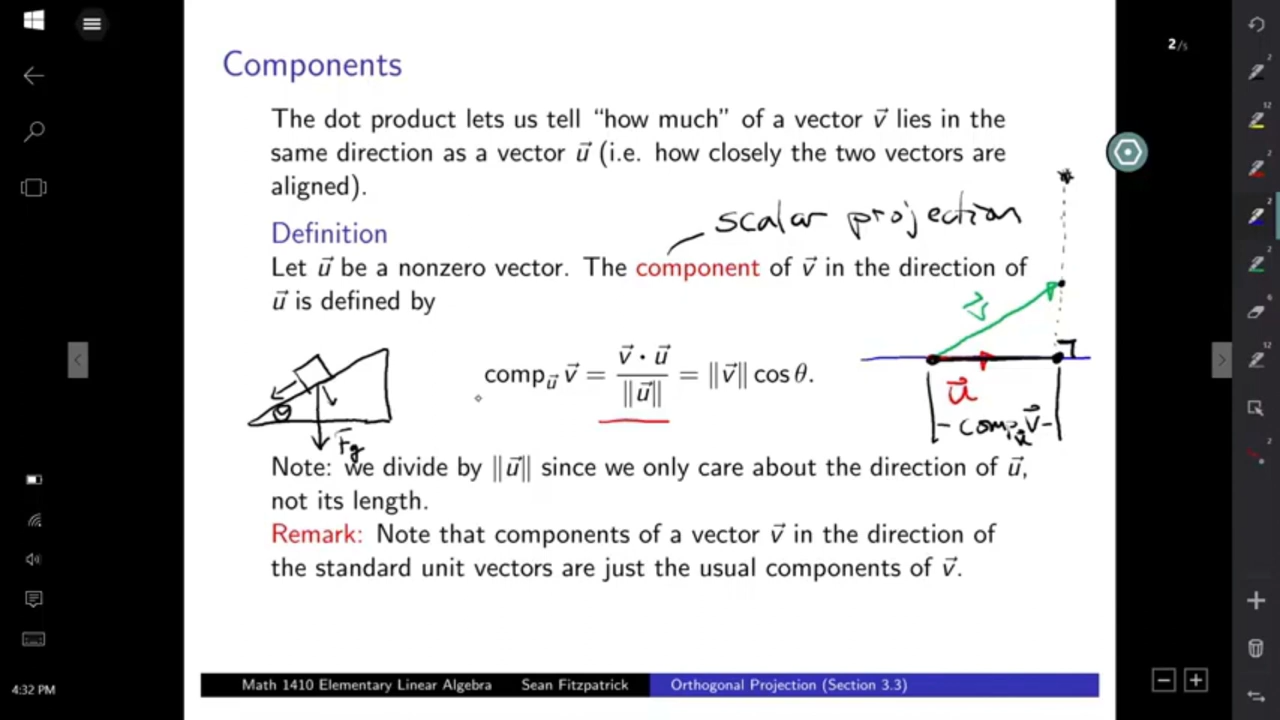 2/5
Components
The dot product lets us tell “how much” of a vector v⃗ lies in the
same direction as a vector u⃗ (i.e. how closely the two vectors are
aligned).
scalar projection
Definition
Let u⃗ be a nonzero vector. The component of v⃗ in the direction of
u⃗ is defined by
v⃗
comp_u⃗ v⃗ = (v⃗ · u⃗)/‖u⃗‖ = ‖v⃗‖ cos θ.
u⃗
θ
comp_u⃗ v⃗
F⃗g
Note: we divide by ‖u⃗‖ since we only care about the direction of u⃗,
not its length.
Remark: Note that components of a vector v⃗ in the direction of
the standard unit vectors are just the usual components of v⃗.
4:32 PM
Math 1410 Elementary Linear Algebra Sean Fitzpatrick Orthogonal Projection (Section 3.3)